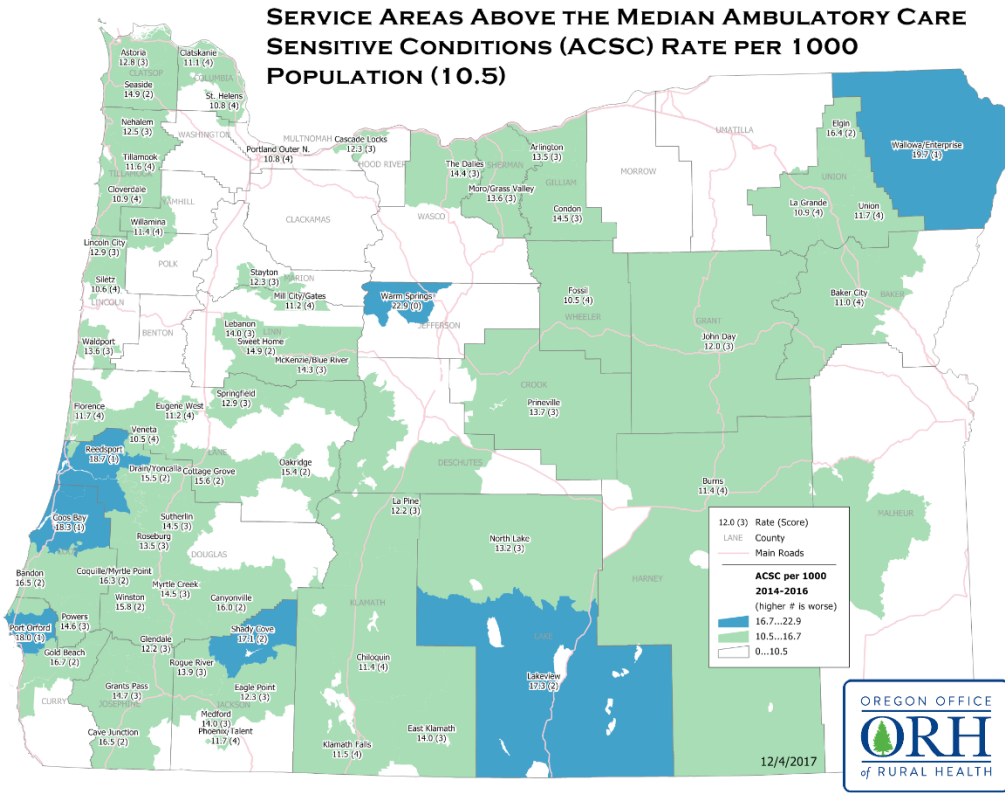 SERVICE AREAS ABOVE THE MEDIAN AMBULATORY CARE
SENSITIVE CONDITIONS (ACSC) RATE PER 1000
POPULATION (10.5)
Astoria
12.8 (3)
CLATSOP
Clatskanie
11.1 (4)
COLUMBIA
Seaside
14.9 (2)
St. Helens
10.8 (4)
Nehalem
12.5 (3)
WASHINGTON
MULTNOMAH
Portland Outer N.
10.8 (4)
Cascade Locks
12.3 (3)
HOOD RIVER
Tillamook
11.6 (4)
TILLAMOOK
Cloverdale
10.9 (4)
YAMHILL
Willamina
11.4 (4)
CLACKAMAS
The Dalles
14.4 (3)
SHERMAN
Moro/Grass Valley
13.6 (3)
WASCO
Arlington
13.5 (3)
GILLIAM
Condon
14.5 (3)
MORROW
UMATILLA
Elgin
16.4 (2)
Wallowa/Enterprise
19.7 (1)
UNION
La Grande
10.9 (4)
Union
11.7 (4)
Lincoln City
12.9 (3)
POLK
Siletz
10.6 (4)
LINCOLN
Stayton
12.3 (3)
MARION
Mill City/Gates
11.2 (4)
Warm Springs
22.9 (0)
JEFFERSON
Fossil
10.5 (4)
WHEELER
Baker City
11.0 (4)
BAKER
GRANT
John Day
12.0 (3)
BENTON
Waldport
13.6 (3)
Lebanon
14.0 (3)
LINN
Sweet Home
14.9 (2)
McKenzie/Blue River
14.3 (3)
CROOK
Prineville
13.7 (3)
Springfield
12.9 (3)
Florence
11.7 (4)
Eugene West
11.2 (4)
Veneta
10.5 (4)
LANE
Reedsport
18.7 (1)
Drain/Yoncalla
15.5 (2)
Cottage Grove
15.6 (2)
Oakridge
15.4 (2)
DESCHUTES
La Pine
12.2 (3)
Burns
11.4 (4)
MALHEUR
Coos Bay
18.3 (1)
Sutherlin
14.5 (3)
Roseburg
13.5 (3)
DOUGLAS
North Lake
13.2 (3)
HARNEY
Bandon
16.5 (2)
Coquille/Myrtle Point
16.3 (2)
Myrtle Creek
14.5 (3)
Winston
15.8 (2)
Canyonville
16.0 (2)
KLAMATH
Port Orford
18.0 (1)
Powers
14.6 (3)
Shady Cove
17.1 (2)
LAKE
Gold Beach
16.7 (2)
Glendale
12.2 (3)
Rogue River
13.9 (3)
Chiloquin
11.4 (4)
Lakeview
17.3 (2)
CURRY
Grants Pass
14.7 (3)
JOSEPHINE
Eagle Point
12.3 (3)
JACKSON
Medford
14.0 (3)
Phoenix/Talent
11.7 (4)
Cave Junction
16.5 (2)
Klamath Falls
11.5 (4)
East Klamath
14.0 (3)
12.0 (3) Rate (Score)
LANE County
Main Roads
ACSC per 1000
2014-2016
(higher # is worse)
16.7...22.9
10.5...16.7
0...10.5
12/4/2017
OREGON OFFICE
ORH
of RURAL HEALTH